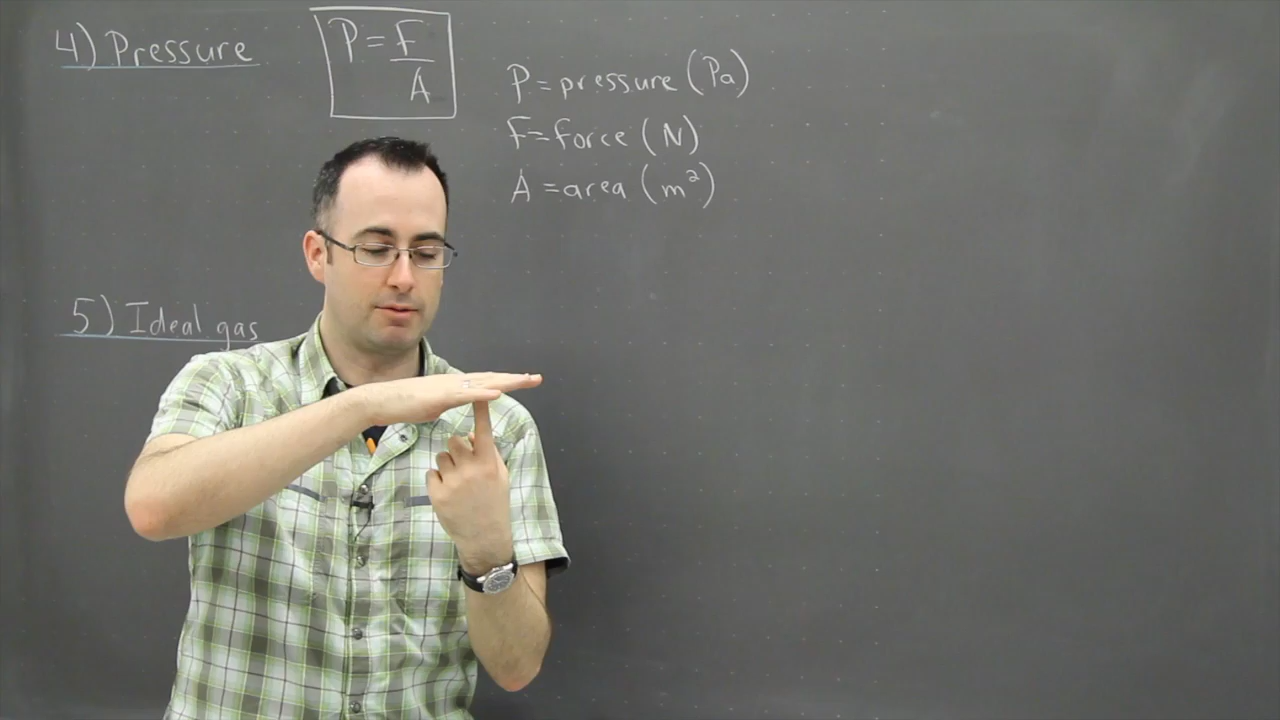 4) Pressure
P = F/A
P = pressure (Pa)
F = force (N)
A = area (m²)
5) Ideal gas